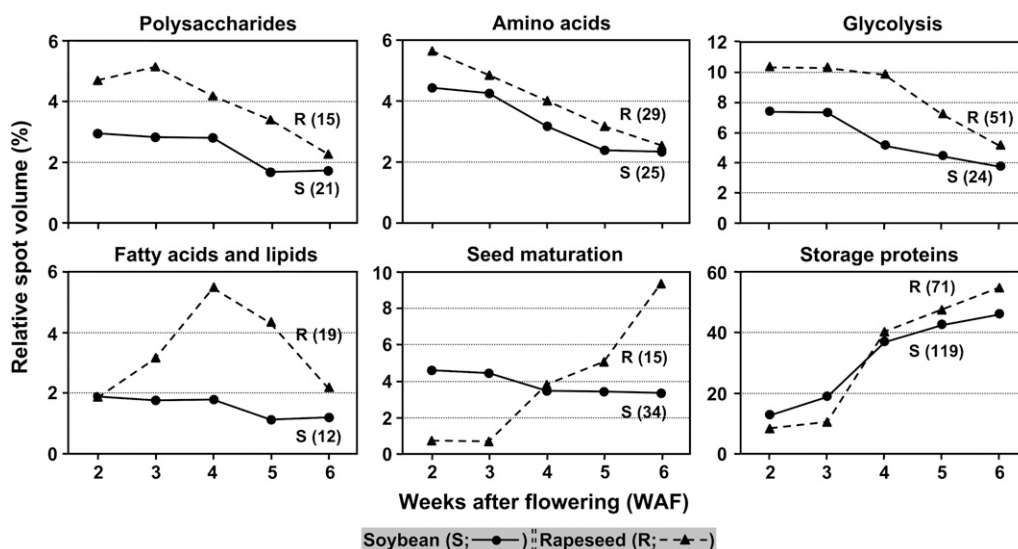 Polysaccharides
Amino acids
Glycolysis
Relative spot volume (%)
6
4
2
0
R (15)
S (21)
6
4
2
0
R (29)
S (25)
12
10
8
6
4
2
0
R (51)
S (24)
Fatty acids and lipids
Seed maturation
Storage proteins
6
4
2
0
R (19)
S (12)
10
8
6
4
2
0
R (15)
S (34)
60
40
20
0
R (71)
S (119)
2 3 4 5 6
2 3 4 5 6
2 3 4 5 6
Weeks after flowering (WAF)
Soybean (S; ) Rapeseed (R; )